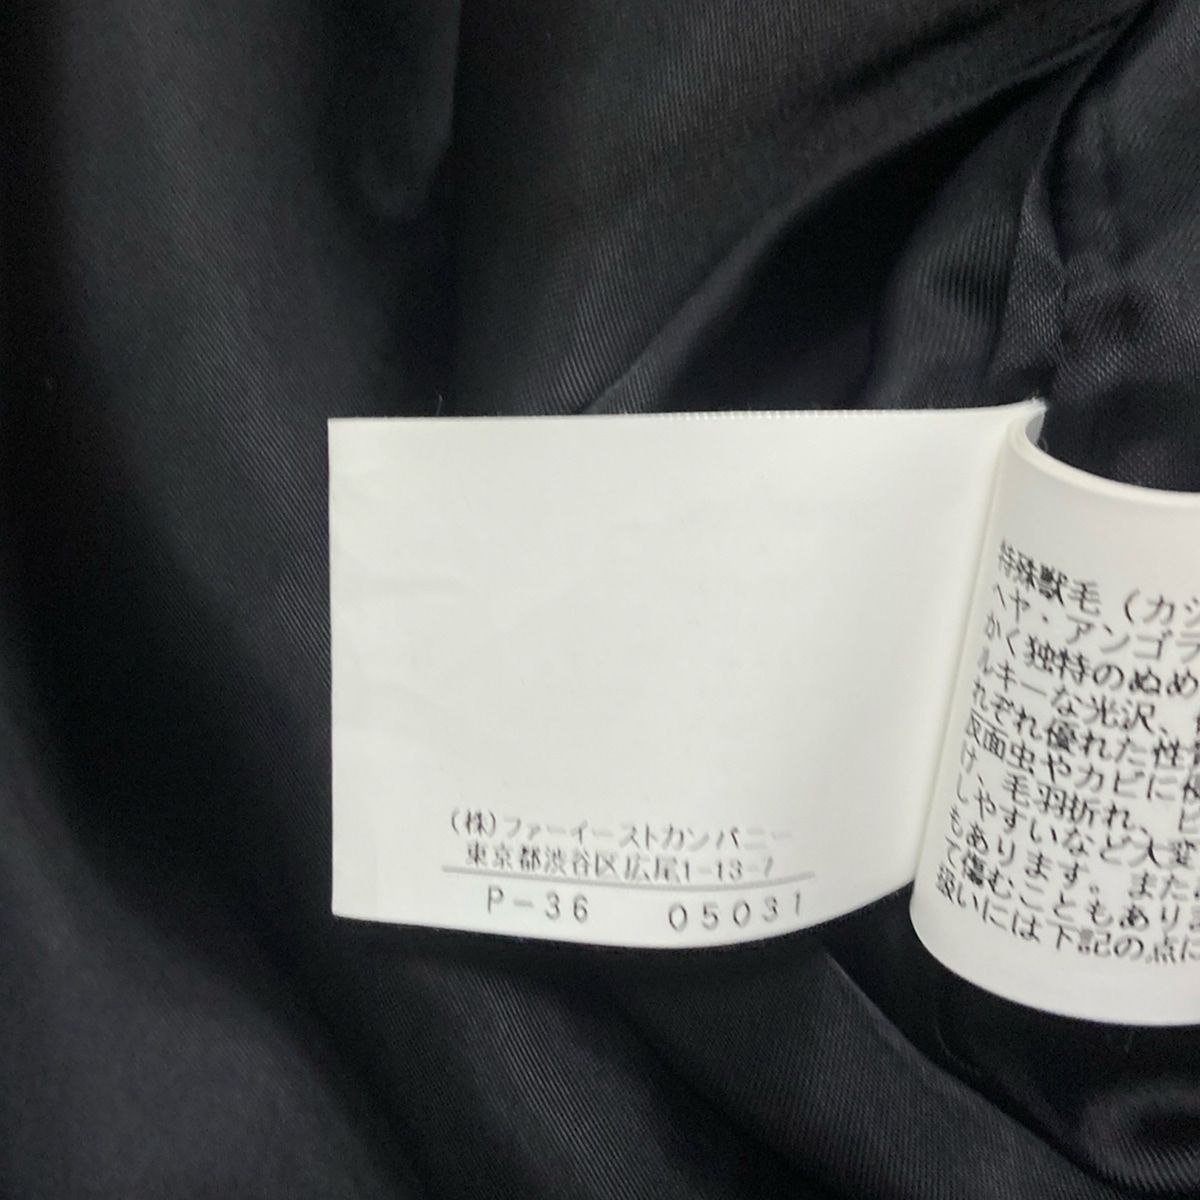 (株)ファーイーストカンパニー
東京都渋谷区広尾1-13-7
P-36 05031
特殊獣毛(カシ
ヘヤ・アンゴラ
かく独特のぬめ
ルキーな光沢、
れぞれ優れた性質
反面虫やカビに
け、毛羽折れ、ピ
しやすいなど大変
もあります。また
で傷むこともあり
扱いには下記の点に